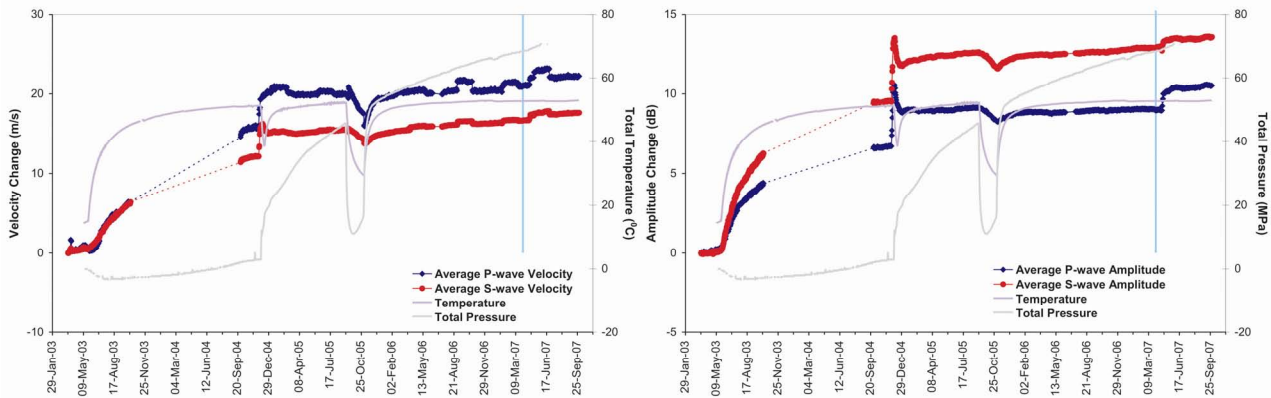 30
20
10
0
-10
Velocity Change (m/s)
80
60
40
20
0
-20
Total Temperature (⁰C)
Average P-wave Velocity
Average S-wave Velocity
Temperature
Total Pressure
29-Jan-03
09-May-03
17-Aug-03
25-Nov-03
04-Mar-04
12-Jun-04
20-Sep-04
29-Dec-04
08-Apr-05
17-Jul-05
25-Oct-05
02-Feb-06
13-May-06
21-Aug-06
29-Nov-06
09-Mar-07
17-Jun-07
25-Sep-07
15
10
5
0
-5
Amplitude Change (dB)
80
60
40
20
0
-20
Total Pressure (MPa)
Average P-wave Amplitude
Average S-wave Amplitude
Temperature
Total Pressure
29-Jan-03
09-May-03
17-Aug-03
25-Nov-03
04-Mar-04
12-Jun-04
20-Sep-04
29-Dec-04
08-Apr-05
17-Jul-05
25-Oct-05
02-Feb-06
13-May-06
21-Aug-06
29-Nov-06
09-Mar-07
17-Jun-07
25-Sep-07